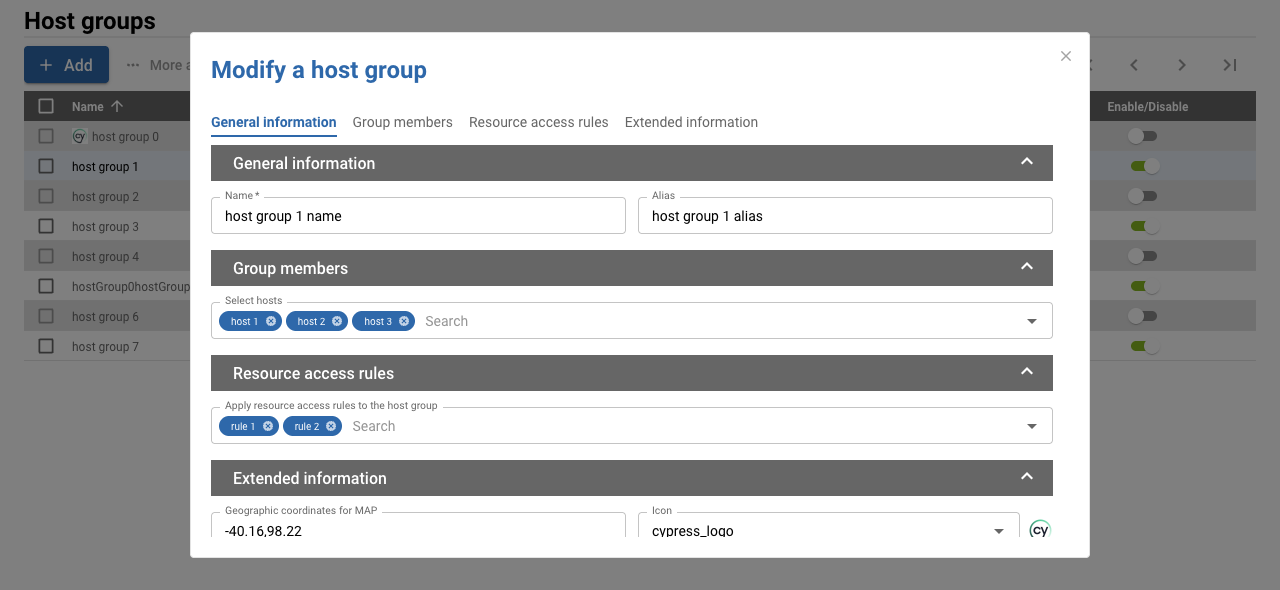 Host groups
Add
More a
Name
Enable/Disable
cy host group 0
host group 1
host group 2
host group 3
host group 4
hostGroup0hostGroup
host group 6
host group 7
Modify a host group
General information Group members Resource access rules Extended information
General information
Name *
host group 1 name
Alias
host group 1 alias
Group members
Select hosts
host 1 host 2 host 3 Search
Resource access rules
Apply resource access rules to the host group
rule 1 rule 2 Search
Extended information
Geographic coordinates for MAP
-40.16,98.22
Icon
cypress_logo
cy